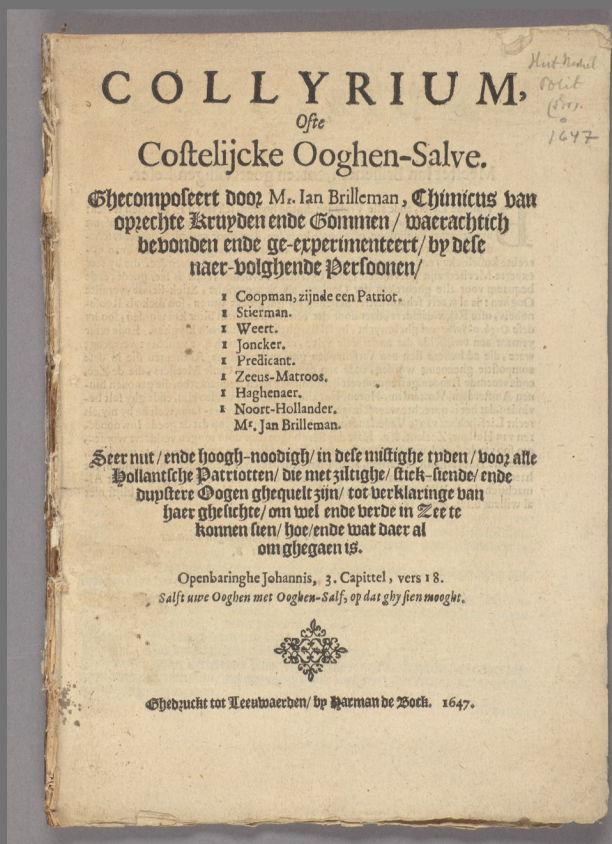 COLLYRIUM,
Ofte
Costelijcke Ooghen-Salve.
Ghecomposeert door Mr. Ian Brilleman, Chimicus van
oprechte Kruyden ende Gommen / waerachtich
bevonden ende ge-experimenteert / by dese
naer-volghende Persoonen /
1 Coopman, zijnde een Patriot.
1 Stierman.
1 Weert.
1 Joncker.
1 Predicant.
1 Zeeus-Matroos.
1 Haghenaer.
1 Noort-Hollander.
Mr. Jan Brilleman.
Seer nut / ende hoogh-noodigh / in dese mistighe tyden / voor alle
Hollantsche Patriotten / die met ziltighe / stick-siende / ende
duystere Oogen ghequelt zijn / tot verklaringe van
haer ghesichte / om wel ende verde in Zee te
konnen sien / hoe / ende wat daer al
om ghegaen is.
Openbaringhe Johannis, 3. Capittel, vers 18.
Salft uwe Ooghen met Ooghen-Salf, op dat ghy sien mooght.
Ghedruckt tot Leeuwaerden / by Harman de Bock. 1647.
1647